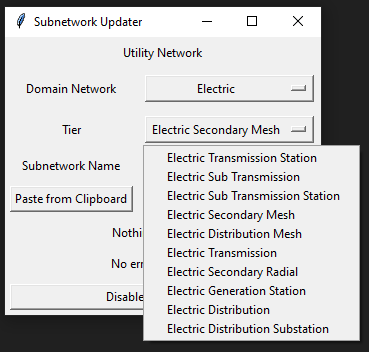 Subnetwork Updater
Utility Network
Domain Network Electric
Tier Electric Secondary Mesh
Subnetwork Name
Paste from Clipboard
Electric Transmission Station
Electric Sub Transmission
Electric Sub Transmission Station
Electric Secondary Mesh
Electric Distribution Mesh
Electric Transmission
Electric Secondary Radial
Electric Generation Station
Electric Distribution
Electric Distribution Substation
No
Disable